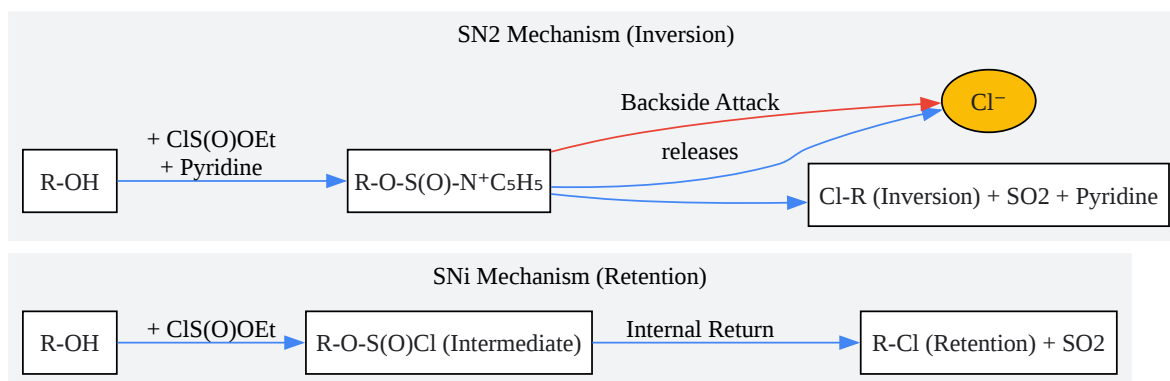 SN2 Mechanism (Inversion)
Cl⁻
Backside Attack
+ ClS(O)OEt
+ Pyridine
releases
R-OH
R-O-S(O)-N⁺C₅H₅
Cl-R (Inversion) + SO2 + Pyridine
SNi Mechanism (Retention)
+ ClS(O)OEt
Internal Return
R-OH
R-O-S(O)Cl (Intermediate)
R-Cl (Retention) + SO2